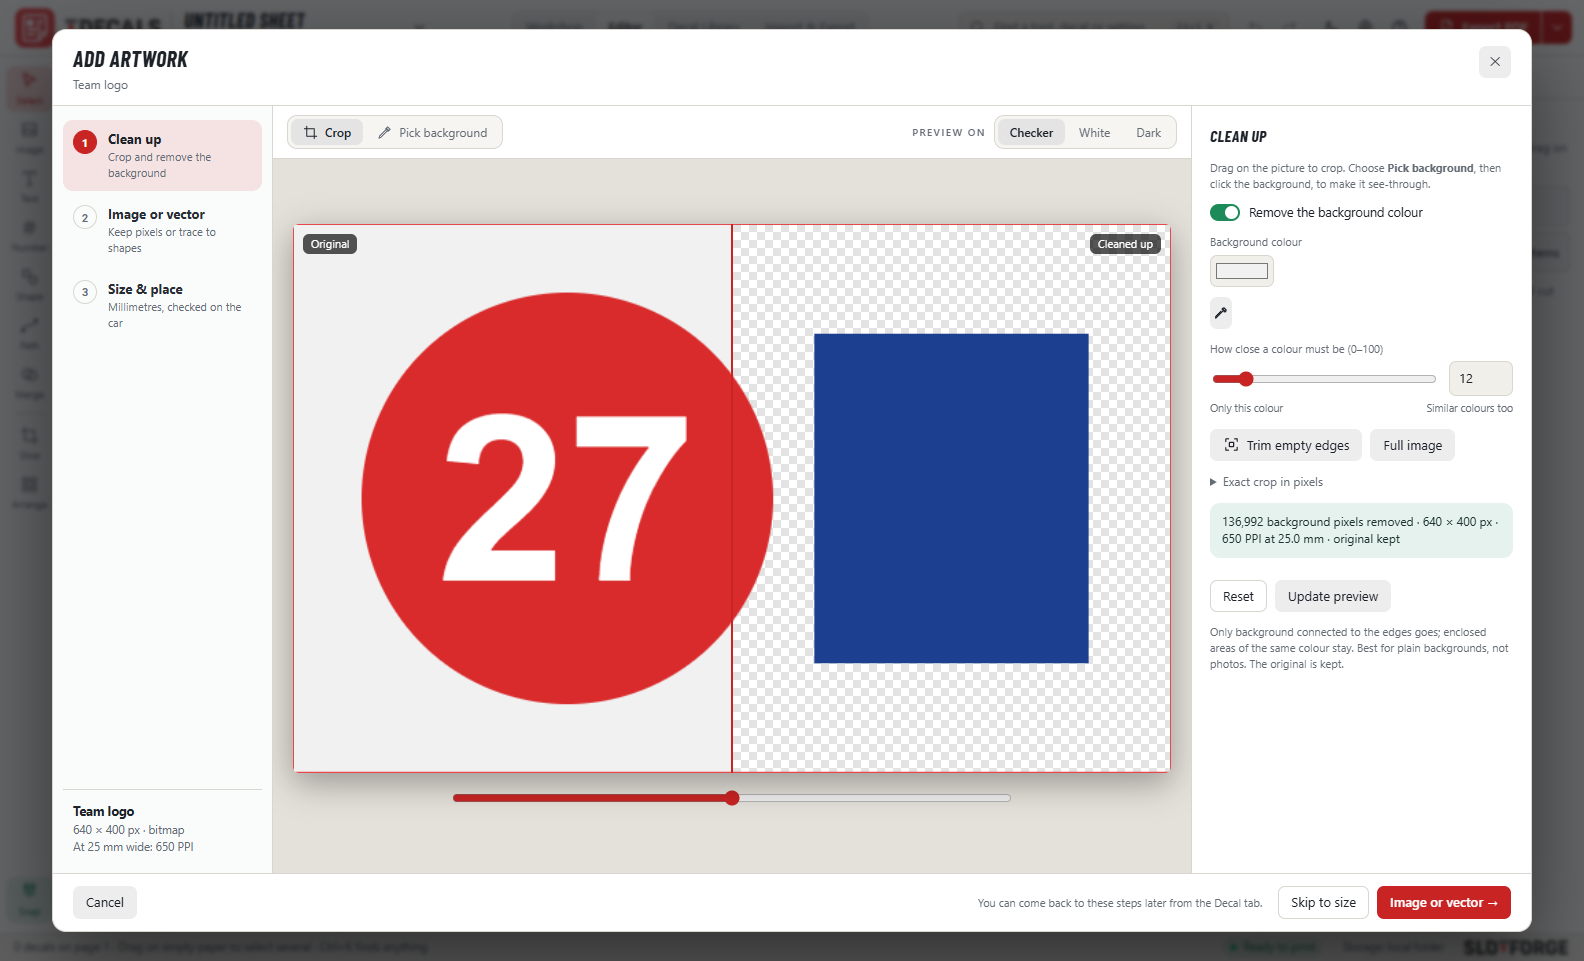 UNTITLED SHEET
ADD ARTWORK
Team logo
1
Clean up
Crop and remove the
background
2
Image or vector
Keep pixels or trace to
shapes
3
Size & place
Millimetres, checked on the
car
Team logo
640 × 400 px · bitmap
At 25 mm wide: 650 PPI
Crop
Pick background
PREVIEW ON
Checker
White
Dark
Original
Cleaned up
27
CLEAN UP
Drag on the picture to crop. Choose Pick background, then
click the background, to make it see-through.
Remove the background colour
Background colour
How close a colour must be (0–100)
12
Only this colour
Similar colours too
Trim empty edges
Full image
Exact crop in pixels
136,992 background pixels removed · 640 × 400 px ·
650 PPI at 25.0 mm · original kept
Reset
Update preview
Only background connected to the edges goes; enclosed
areas of the same colour stay. Best for plain backgrounds, not
photos. The original is kept.
Cancel
You can come back to these steps later from the Decal tab.
Skip to size
Image or vector →
SLOTFORGE